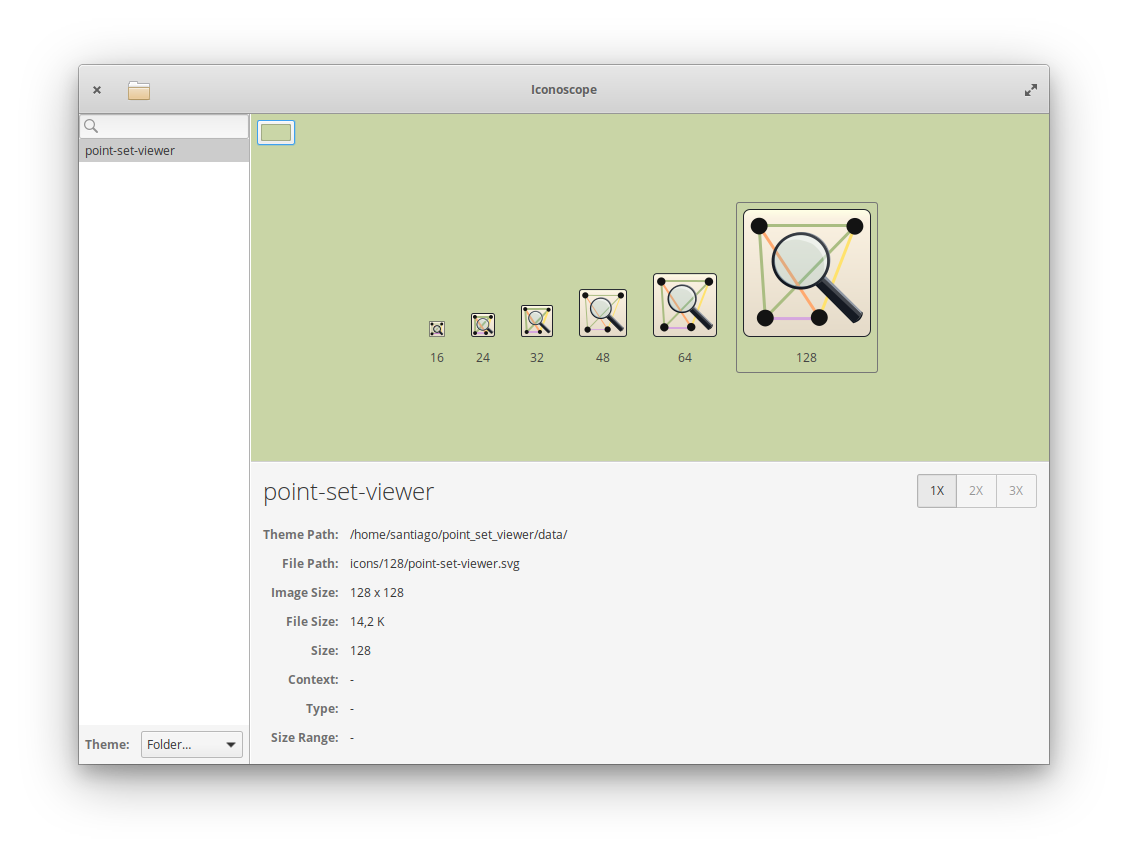 Iconoscope
point-set-viewer
16 24 32 48 64 128
point-set-viewer
1X 2X 3X
Theme Path: /home/santiago/point_set_viewer/data/
File Path: icons/128/point-set-viewer.svg
Image Size: 128 x 128
File Size: 14,2 K
Size: 128
Context: -
Type: -
Size Range: -
Theme: Folder...